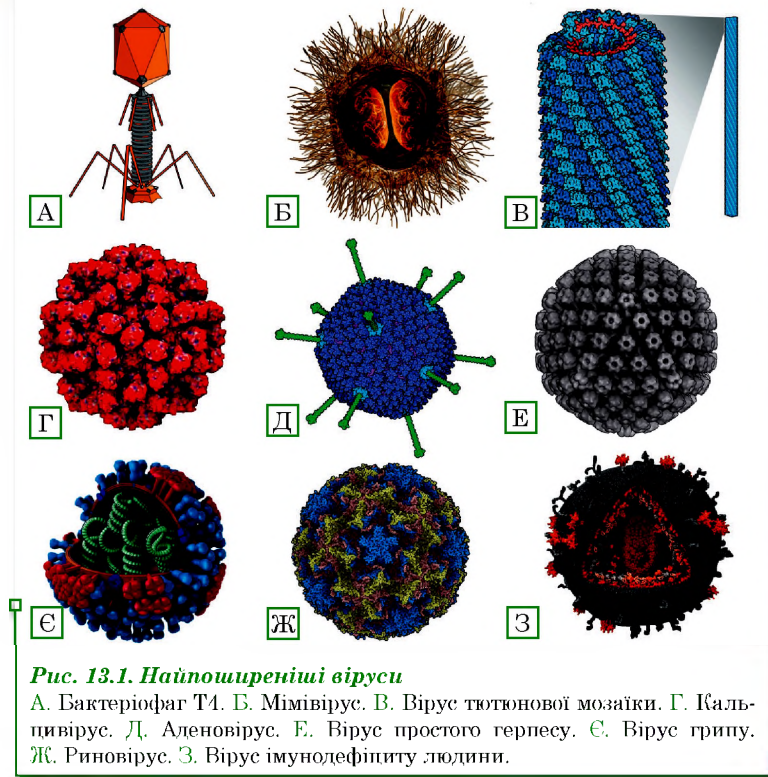 А
Б
В
Г
Д
Е
Є
Ж
З
Рис. 13.1. Найпоширеніші віруси
А. Бактеріофаг Т4. Б. Мімівірус. В. Вірус тютюнової мозаїки. Г. Каль-
цивірус. Д. Аденовірус. Е. Вірус простого герпесу. Є. Вірус грипу.
Ж. Риновірус. З. Вірус імунодефіциту людини.